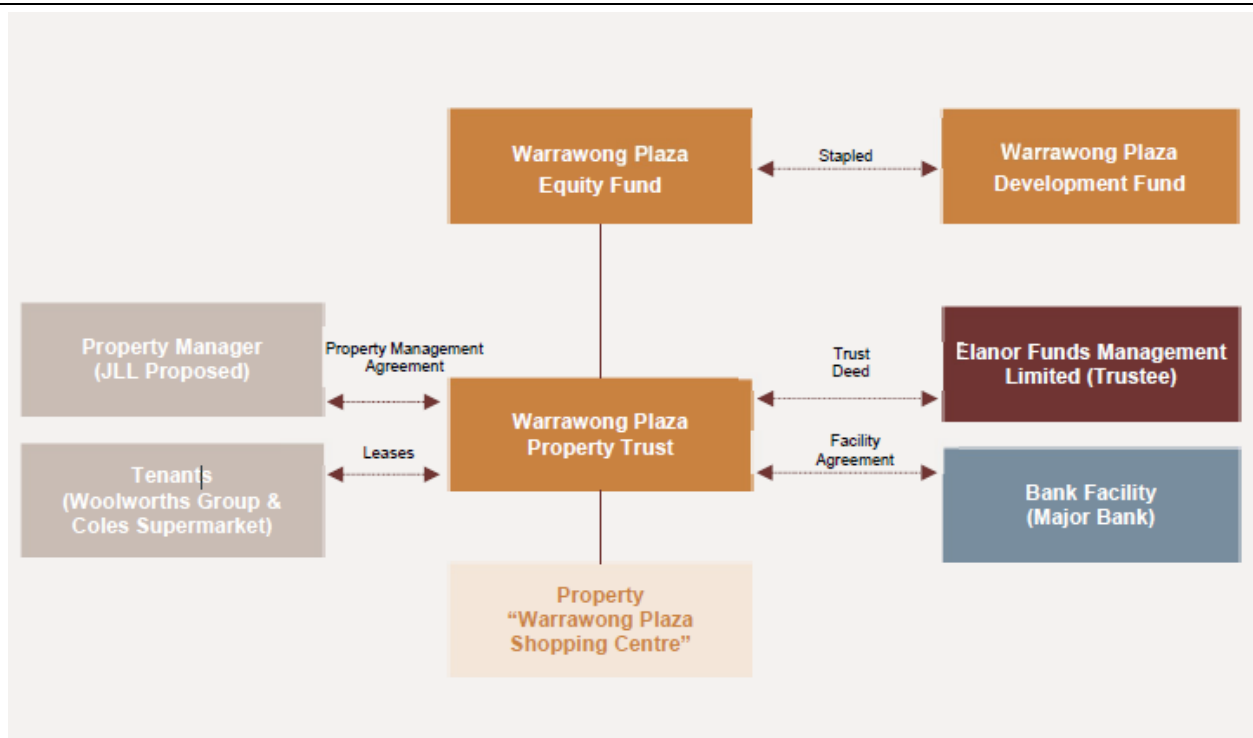 Warrawong Plaza
Equity Fund
Stapled
Warrawong Plaza
Development Fund
Property Manager
(JLL Proposed)
Property Management
Agreement
Trust
Deed
Elanor Funds Management
Limited (Trustee)
Warrawong Plaza
Property Trust
Tenants
(Woolworths Group &
Coles Supermarket)
Leases
Facility
Agreement
Bank Facility
(Major Bank)
Property
“Warrawong Plaza
Shopping Centre”